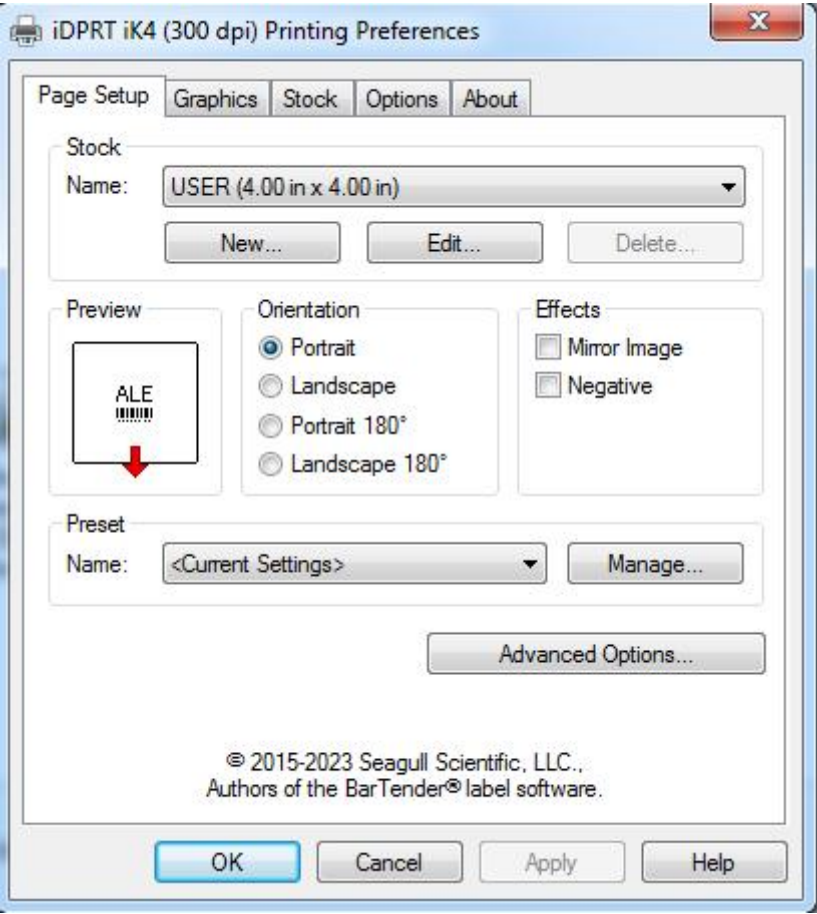 iDPRT iK4 (300 dpi) Printing Preferences
Page Setup Graphics Stock Options About
Stock
Name: USER (4.00 in x 4.00 in)
New... Edit... Delete...
Preview Orientation Effects
ALE
Portrait
Landscape
Portrait 180°
Landscape 180°
Mirror Image
Negative
Preset
Name: <Current Settings> Manage...
Advanced Options...
© 2015-2023 Seagull Scientific, LLC.,
Authors of the BarTender® label software.
OK Cancel Apply Help